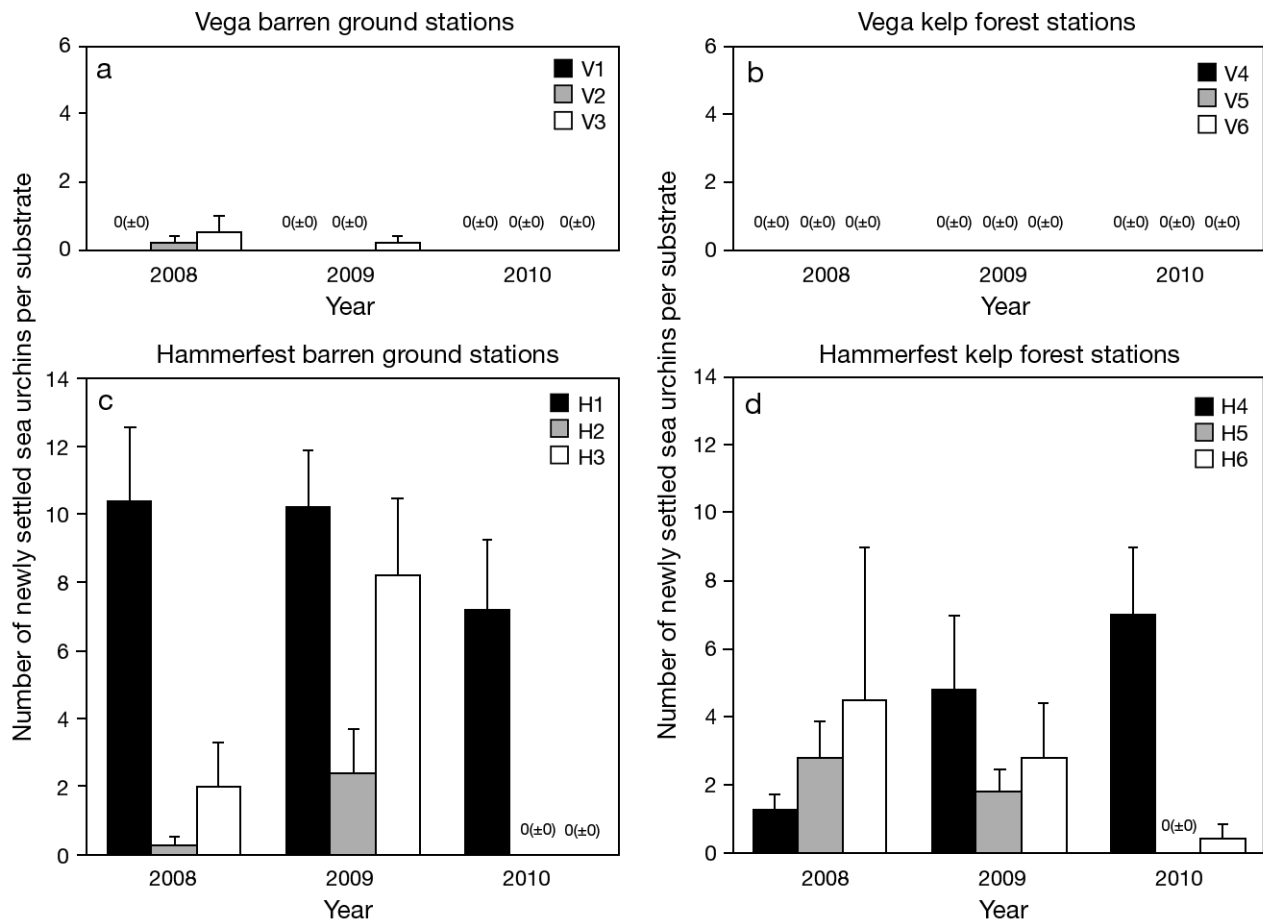 Vega barren ground stations
Vega kelp forest stations
Number of newly settled sea urchins per substrate
Number of newly settled sea urchins per substrate
a
6
4
2
0
V1
V2
V3
0(±0)
0(±0) 0(±0)
0(±0) 0(±0) 0(±0)
2008 2009 2010
Year
b
6
4
2
0
V4
V5
V6
0(±0) 0(±0) 0(±0)
0(±0) 0(±0) 0(±0)
0(±0) 0(±0) 0(±0)
2008 2009 2010
Year
Hammerfest barren ground stations
c
14
12
10
8
6
4
2
0
H1
H2
H3
0(±0) 0(±0)
2008 2009 2010
Year
Hammerfest kelp forest stations
d
14
12
10
8
6
4
2
0
H4
H5
H6
0(±0)
2008 2009 2010
Year